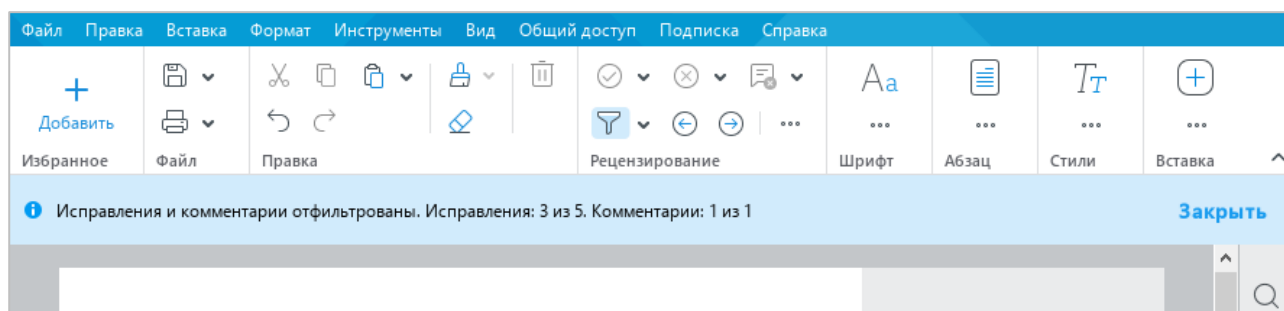 Файл Правка Вставка Формат Инструменты Вид Общий доступ Подписка Справка
Добавить
Избранное Файл Правка Рецензирование Шрифт Абзац Стили Вставка
Исправления и комментарии отфильтрованы. Исправления: 3 из 5. Комментарии: 1 из 1 Закрыть